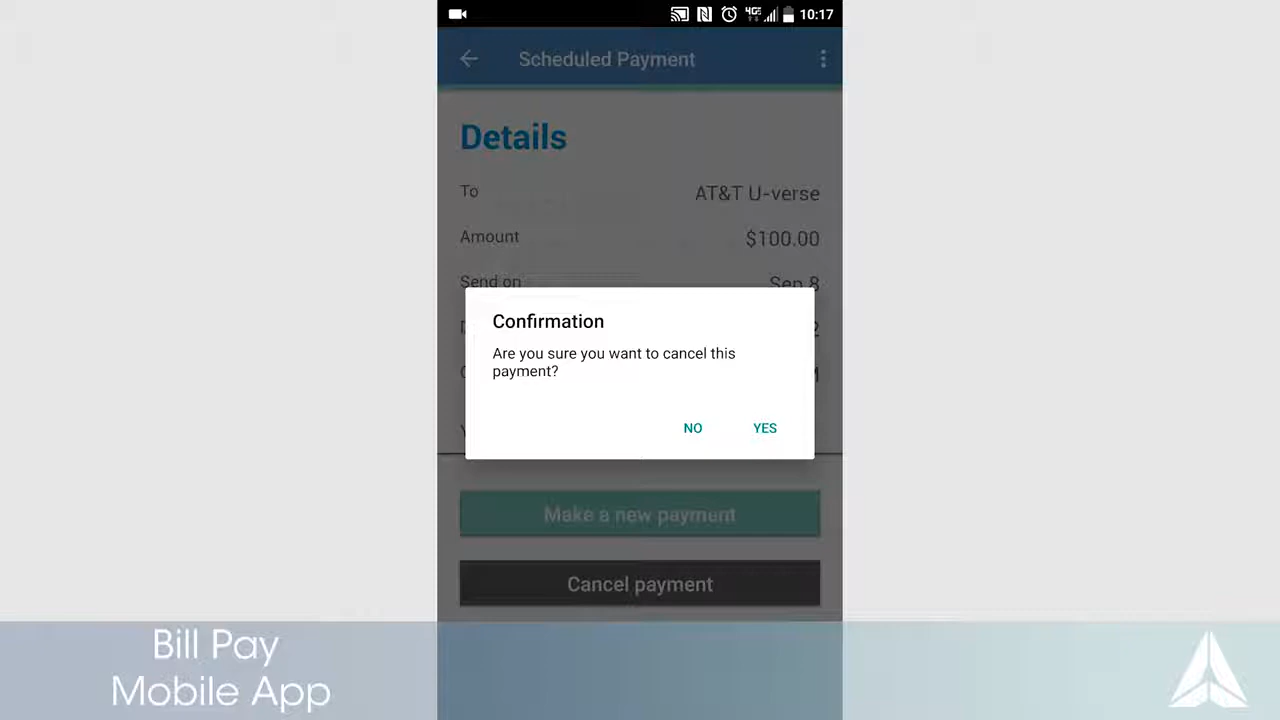 4G 10:17
Scheduled Payment
Details
To AT&T U-verse
Amount $100.00
Send on Sep 8
Confirmation
Are you sure you want to cancel this
payment?
NO YES
Make a new payment
Cancel payment
Bill Pay
Mobile App